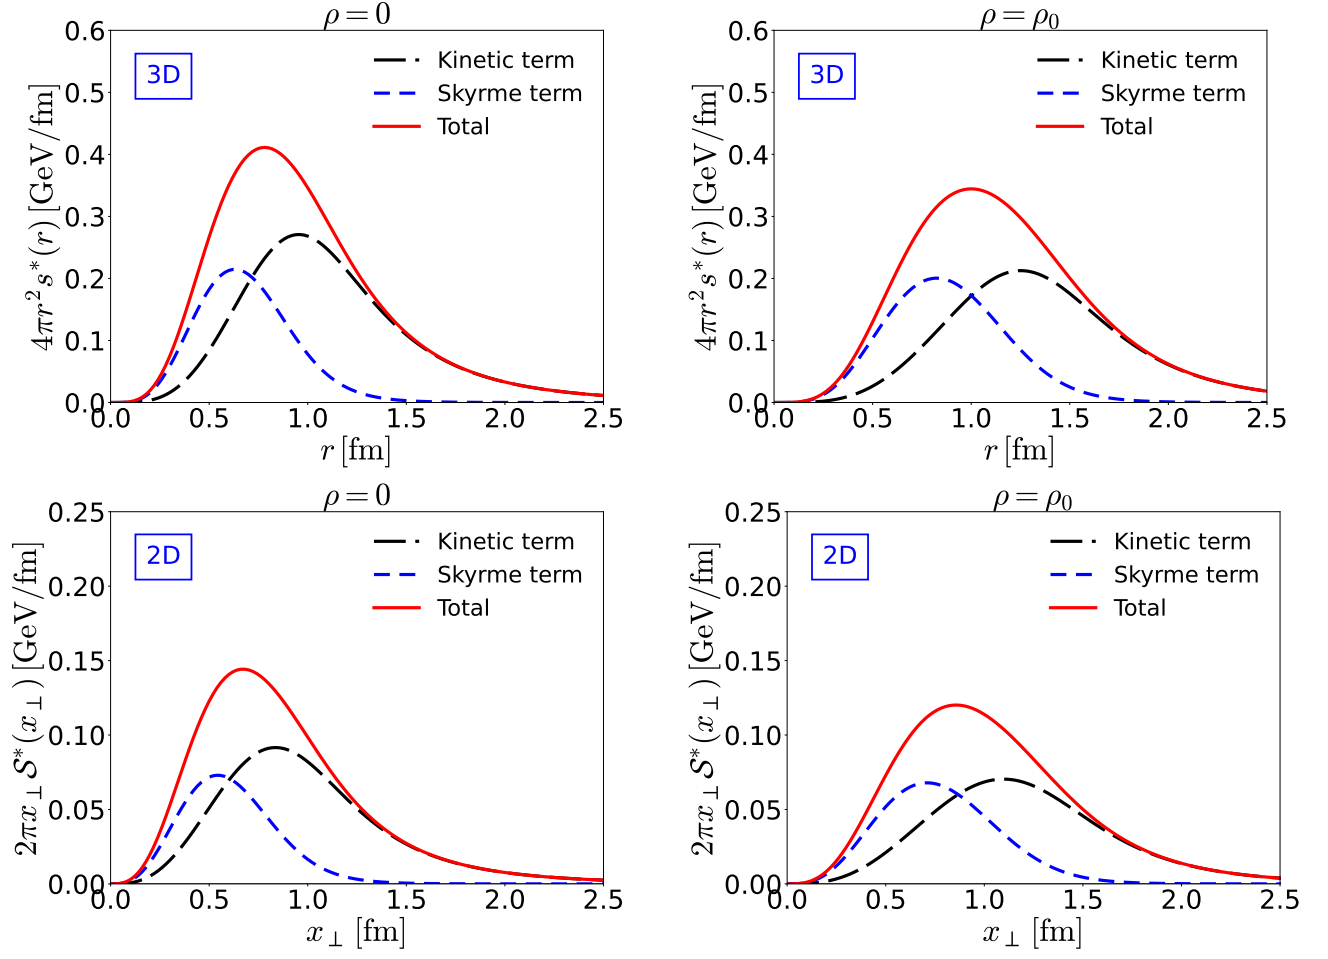 ρ = 0
4πr² s*(r) [GeV/fm]
0.6
0.5
0.4
0.3
0.2
0.1
0.0
3D
Kinetic term
Skyrme term
Total
0.0 0.5 1.0 1.5 2.0 2.5
r [fm]
ρ = ρ₀
4πr² s*(r) [GeV/fm]
0.6
0.5
0.4
0.3
0.2
0.1
0.0
3D
Kinetic term
Skyrme term
Total
0.0 0.5 1.0 1.5 2.0 2.5
r [fm]
ρ = 0
2πx⊥𝒮*(x⊥) [GeV/fm]
0.25
0.20
0.15
0.10
0.05
0.00
2D
Kinetic term
Skyrme term
Total
0.0 0.5 1.0 1.5 2.0 2.5
x⊥ [fm]
ρ = ρ₀
2πx⊥𝒮*(x⊥) [GeV/fm]
0.25
0.20
0.15
0.10
0.05
0.00
2D
Kinetic term
Skyrme term
Total
0.0 0.5 1.0 1.5 2.0 2.5
x⊥ [fm]